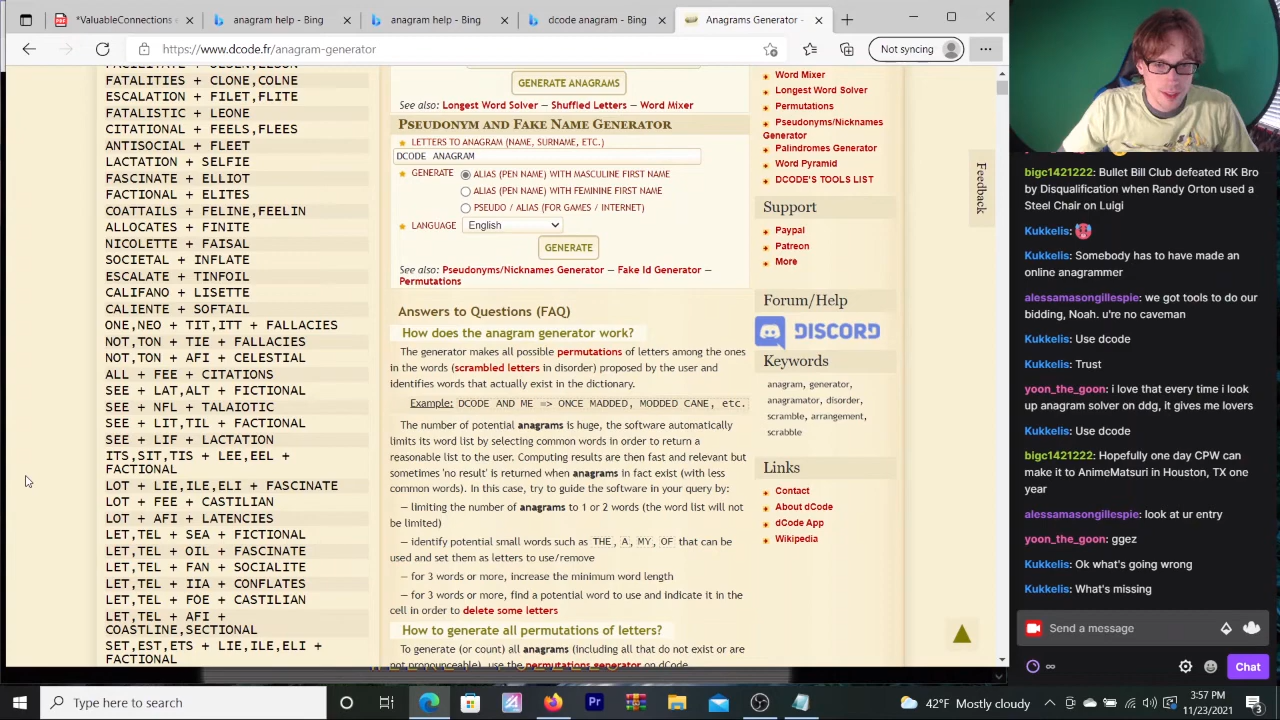 *ValuableConnections
anagram help - Bing
dcode anagram - Bing
anagram help - Bing
Anagram Generator -
https://www.dcode.fr/anagram-generator
Not syncing
FATALITIES + CLONE,COLNE
ESCALATION + FILET,FLITE
FATALISTIC + LEONE
CITATIONAL + FEELS,FLEES
ANTISOCIAL + FLEET
LACTATION + SELFIE
FASCINATE + ELLIOT
FACTIONAL + ELITES
COATTAILS + FELINE,FEELIN
ALLOCATES + FINITE
NICOLETTE + FAISAL
SOCIETAL + INFLATE
ESCALATE + TINFOIL
CALIFANO + LISETTE
CALIENTE + SOFTAIL
ONE,NEO + TIT,ITT + FALLACIES
NOT,TON + TIE + FALLACIES
NOT,TON + AFI + CELESTIAL
ALL + FEE + CITATIONS
SEE + LAT,ALT + FICTIONAL
SEE + NFL + TALAIOTIC
SEE + LIT,TIL + FACTIONAL
SEE + LIF + LACTATION
ITS,SIT,TIS + LEE,EEL +
FACTIONAL
LOT + LIE,ILE,ELI + FASCINATE
LOT + FEE + CASTILIAN
LOT + AFI + LATENCIES
LET,TEL + SEA + FICTIONAL
LET,TEL + OIL + FASCINATE
LET,TEL + FAN + SOCIALITE
LET,TEL + IIA + CONFLATES
LET,TEL + FOE + CASTILIAN
LET,TEL + AFI +
COASTLINE,SECTIONAL
SET,EST,ETS + LIE,ILE,ELI +
FACTIONAL
GENERATE ANAGRAMS
See also: Longest Word Solver — Shuffled Letters — Word Mixer
PSEUDONYM AND FAKE NAME GENERATOR
LETTERS TO ANAGRAM (NAME, SURNAME, ETC.)
DCODE ANAGRAM
GENERATE ALIAS (PEN NAME) WITH MASCULINE FIRST NAME
ALIAS (PEN NAME) WITH FEMININE FIRST NAME
PSEUDO / ALIAS (FOR GAMES / INTERNET)
LANGUAGE English
GENERATE
See also: Pseudonyms/Nicknames Generator — Fake Id Generator —
Permutations
Answers to Questions (FAQ)
How does the anagram generator work?
The generator makes all possible permutations of letters among the ones
in the words (scrambled letters in disorder) proposed by the user and
identifies words that actually exist in the dictionary.
Example: DCODE AND ME => ONCE MADDED, MODDED CANE, etc.
The number of potential anagrams is huge, the software automatically
limits its word list by selecting common words in order to return a
reasonable list to the user. Computing results are then fast and relevant but
sometimes 'no result' is returned when anagrams in fact exist (with less
common words). In this case, try to guide the software in your query by:
— limiting the number of anagrams to 1 or 2 words (the word list will not
be limited)
— identify potential small words such as THE, A, MY, OF that can be
used and set them as letters to use/remove
— for 3 words or more, increase the minimum word length
— for 3 words or more, find a potential word to use and indicate it in the
cell in order to delete some letters
How to generate all permutations of letters?
To generate (or count) all anagrams (including all that do not exist or are
not pronounceable), use the permutations generator on dCode
Word Mixer
Longest Word Solver
Permutations
Pseudonyms/Nicknames
Generator
Palindromes Generator
Word Pyramid
DCODE'S TOOLS LIST
Support
Paypal
Patreon
More
Forum/Help
DISCORD
Keywords
anagram, generator,
anagramator, disorder,
scramble, arrangement,
scrabble
Links
Contact
About dCode
dCode App
Wikipedia
Feedback
bigc1421222: Bullet Bill Club defeated RK Bro
by Disqualification when Randy Orton used a
Steel Chair on Luigi
Kukkelis:
Kukkelis: Somebody has to have made an
online anagrammer
alessamasongillespie: we got tools to do our
bidding, Noah. u're no caveman
Kukkelis: Use dcode
Kukkelis: Trust
yoon_the_goon: i love that every time i look
up anagram solver on ddg, it gives me lovers
Kukkelis: Use dcode
bigc1421222: Hopefully one day CPW can
make it to AnimeMatsuri in Houston, TX one
year
alessamasongillespie: look at ur entry
yoon_the_goon: ggez
Kukkelis: Ok what's going wrong
Kukkelis: What's missing
Send a message
∞
Chat
Type here to search
42°F Mostly cloudy
3:57 PM
11/23/2021